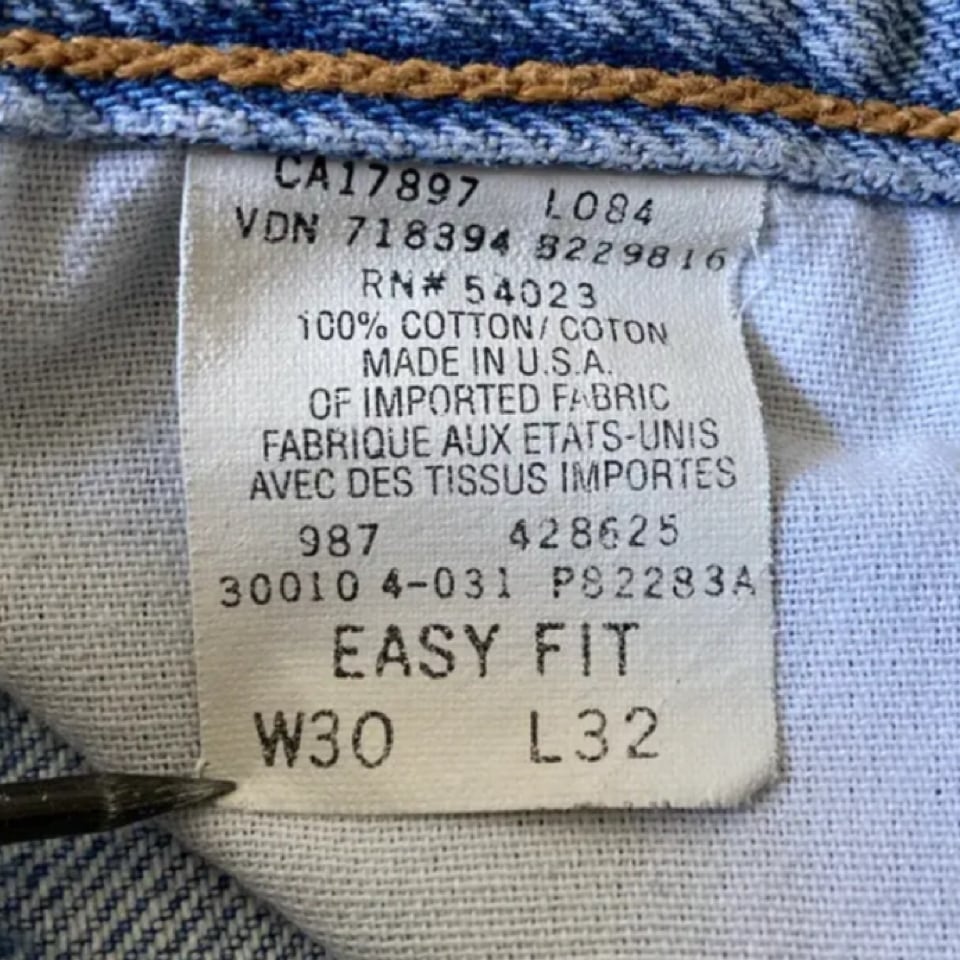 CA17897 L084
VDN 718394 B229816
RN# 54023
100% COTTON/COTON
MADE IN U.S.A.
OF IMPORTED FABRIC
FABRIQUE AUX ETATS-UNIS
AVEC DES TISSUS IMPORTES
987 428625
30010 4-031 P82283A
EASY FIT
W30 L32